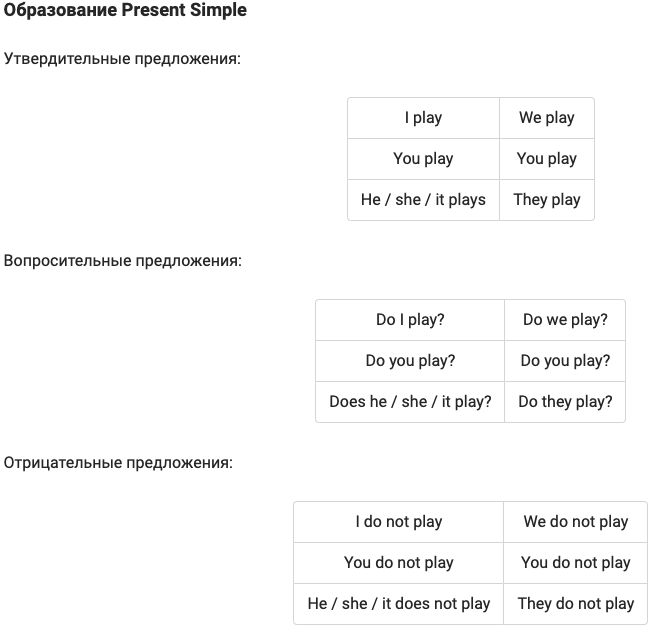 Образование Present Simple
Утвердительные предложения:
I play We play
You play You play
He / she / it plays They play
Вопросительные предложения:
Do I play? Do we play?
Do you play? Do you play?
Does he / she / it play? Do they play?
Отрицательные предложения:
I do not play We do not play
You do not play You do not play
He / she / it does not play They do not play